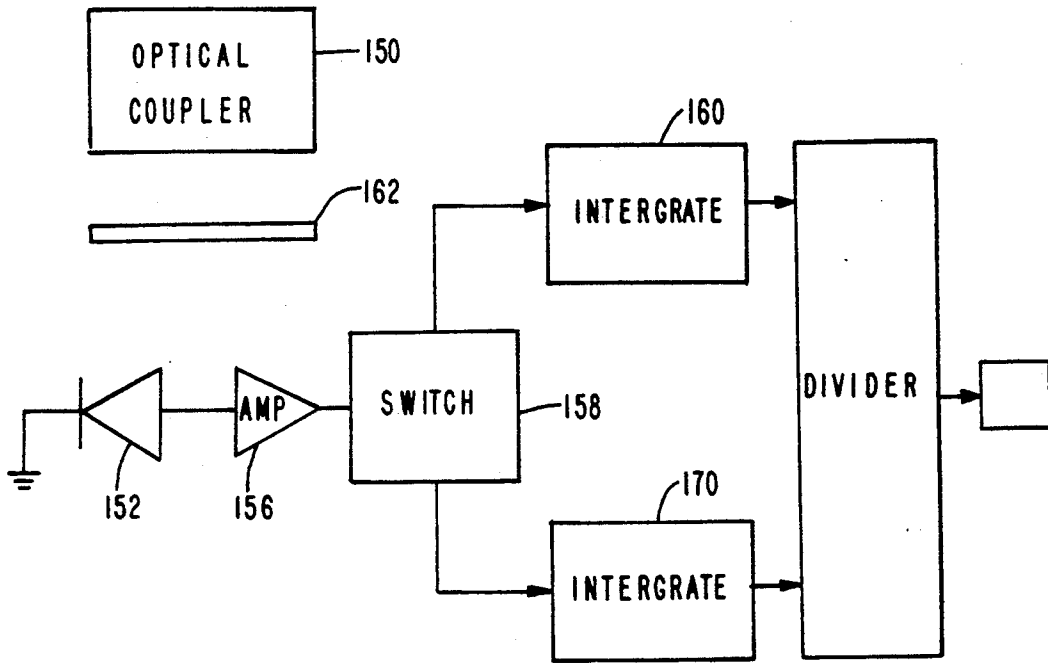 OPTICAL
COUPLER
150
162
160
INTERGRATE
AMP
SWITCH
158
152
156
DIVIDER
170
INTERGRATE